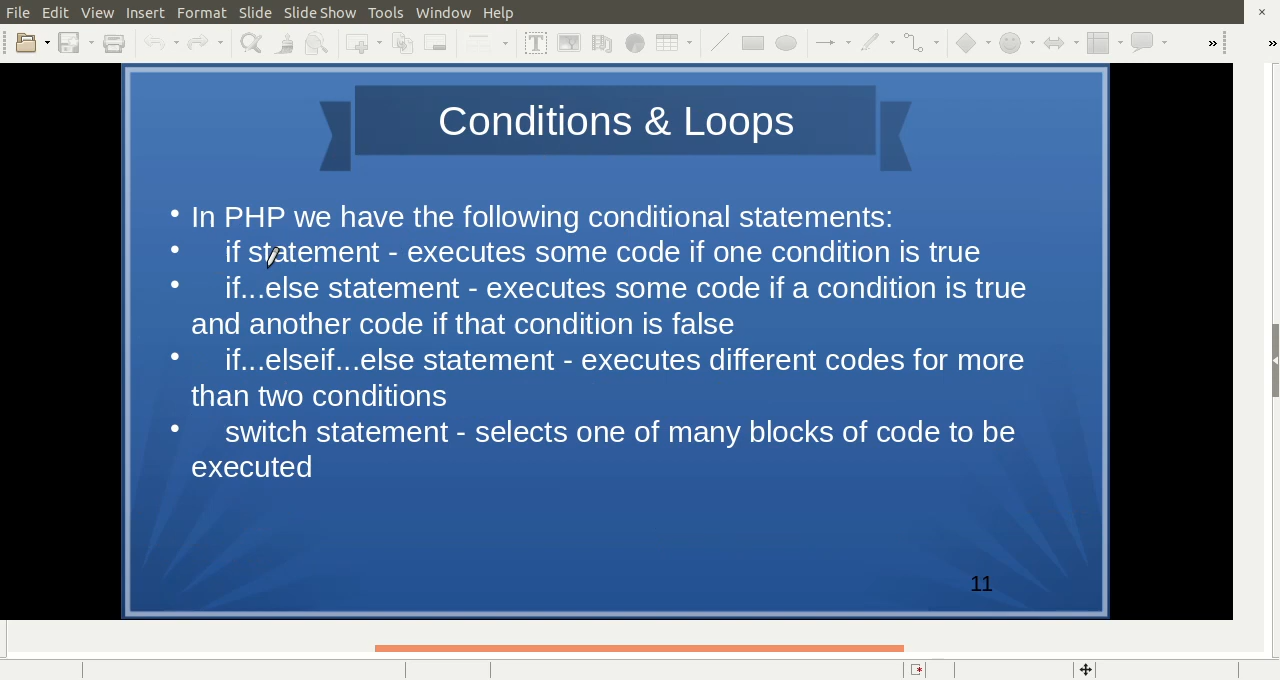 File Edit View Insert Format Slide Slide Show Tools Window Help
Conditions & Loops
• In PHP we have the following conditional statements:
• if statement - executes some code if one condition is true
• if...else statement - executes some code if a condition is true
and another code if that condition is false
• if...elseif...else statement - executes different codes for more
than two conditions
• switch statement - selects one of many blocks of code to be
executed
11